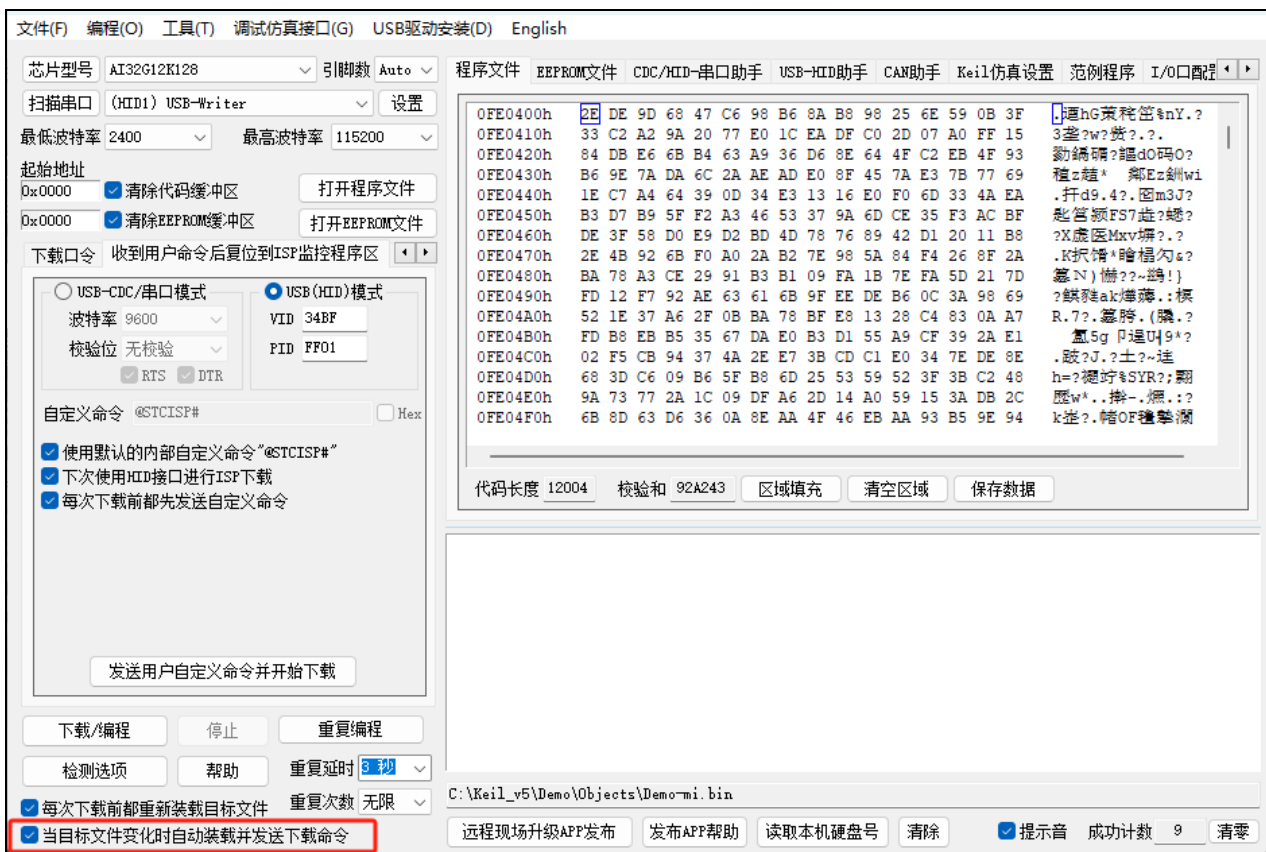 文件(F) 编程(O) 工具(T) 调试仿真接口(G) USB驱动安装(D) English
芯片型号 AI32G12K128 引脚数 Auto
扫描串口 (HID1) USB-Writer 设置
最低波特率 2400 最高波特率 115200
起始地址
0x0000 清除代码缓冲区 打开程序文件
0x0000 清除EEPROM缓冲区 打开EEPROM文件
下载口令 收到用户命令后复位到ISP监控程序区
USB-CDC/串口模式 USB(HID)模式
波特率 9600 VID 34BF
校验位 无校验 PID FF01
RTS DTR
自定义命令 @STCISP# Hex
使用默认的内部自定义命令"@STCISP#"
下次使用HID接口进行ISP下载
每次下载前都先发送自定义命令
发送用户自定义命令并开始下载
下载/编程 停止 重复编程
检测选项 帮助 重复延时 3 秒
每次下载前都重新装载目标文件 重复次数 无限
当目标文件变化时自动装载并发送下载命令
程序文件 EEPROM文件 CDC/HID-串口助手 USB-HID助手 CAN助手 Keil仿真设置 范例程序 I/O口配
0FE0400h 2E DE 9D 68 47 C6 98 B6 8A B8 98 25 6E 59 0B 3F
0FE0410h 33 C2 A2 9A 20 77 E0 1C EA DF C0 2D 07 A0 FF 15
0FE0420h 84 DB E6 6B B4 63 A9 36 D6 8E 64 4F C2 EB 4F 93
0FE0430h B6 9E 7A DA 6C 2A AE AD E0 8F 45 7A E3 7B 77 69
0FE0440h 1E C7 A4 64 39 0D 34 E3 13 16 E0 F0 6D 33 4A EA
0FE0450h B3 D7 B9 5F F2 A3 46 53 37 9A 6D CE 35 F3 AC BF
0FE0460h DE 3F 58 D0 E9 D2 BD 4D 78 76 89 42 D1 20 11 B8
0FE0470h 2E 4B 92 6B F0 A0 2A B2 7E 98 5A 84 F4 26 8F 2A
0FE0480h BA 78 A3 CE 29 91 B3 B1 09 FA 1B 7E FA 5D 21 7D
0FE0490h FD 12 F7 92 AE 63 61 6B 9F EE DE B6 0C 3A 98 69
0FE04A0h 52 1E 37 A6 2F 0B BA 78 BF E8 13 28 C4 83 0A A7
0FE04B0h FD B8 EB B5 35 67 DA E0 B3 D1 55 A9 CF 39 2A E1
0FE04C0h 02 F5 CB 94 37 4A 2E E7 3B CD C1 E0 34 7E DE 8E
0FE04D0h 68 3D C6 09 B6 5F B8 6D 25 53 59 52 3F 3B C2 48
0FE04E0h 9A 73 77 2A 1C 09 DF A6 2D 14 A0 59 15 3A DB 2C
0FE04F0h 6B 8D 63 D6 36 0A 8E AA 4F 46 EB AA 93 B5 9E 94
代码长度 12004 校验和 92A243 区域填充 清空区域 保存数据
C:\Keil_v5\Demo\Objects\Demo-mi.bin
远程现场升级APP发布 发布APP帮助 读取本机硬盘号 清除 提示音 成功计数 9 清零